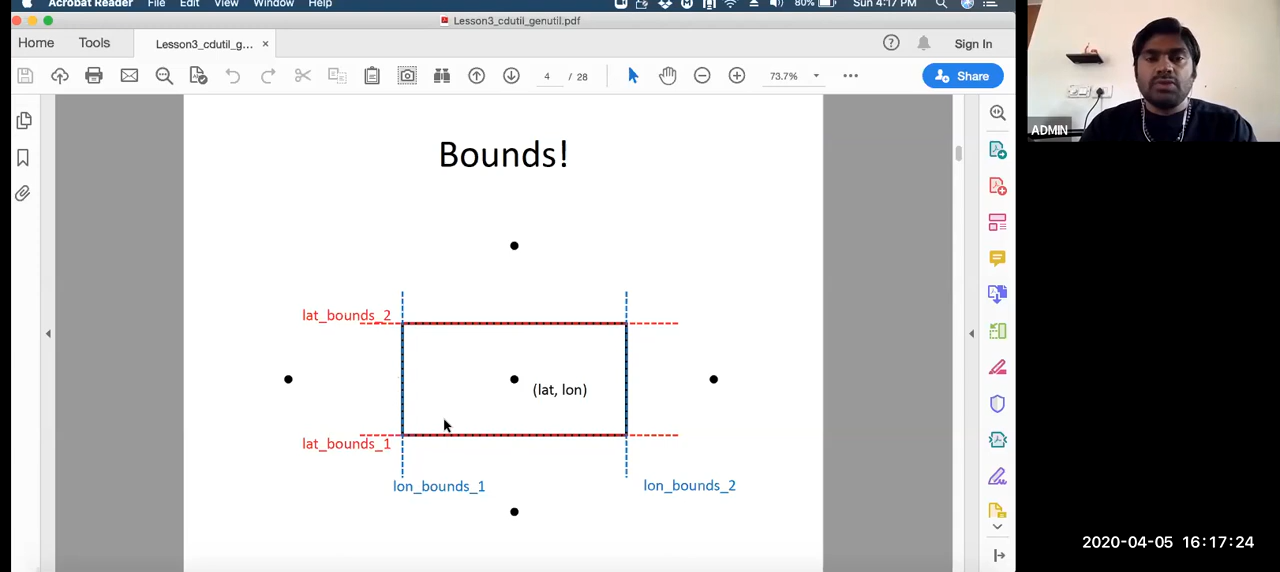 Acrobat Reader File Edit View Window Help 80% Sun 4:17 PM
Lesson3_cdutil_genutil.pdf
Home Tools Lesson3_cdutil_g... × Sign In
4 / 28 73.7% Share
ADMIN
Bounds!
lat_bounds_2
(lat, lon)
lat_bounds_1
lon_bounds_1 lon_bounds_2
2020-04-05 16:17:24